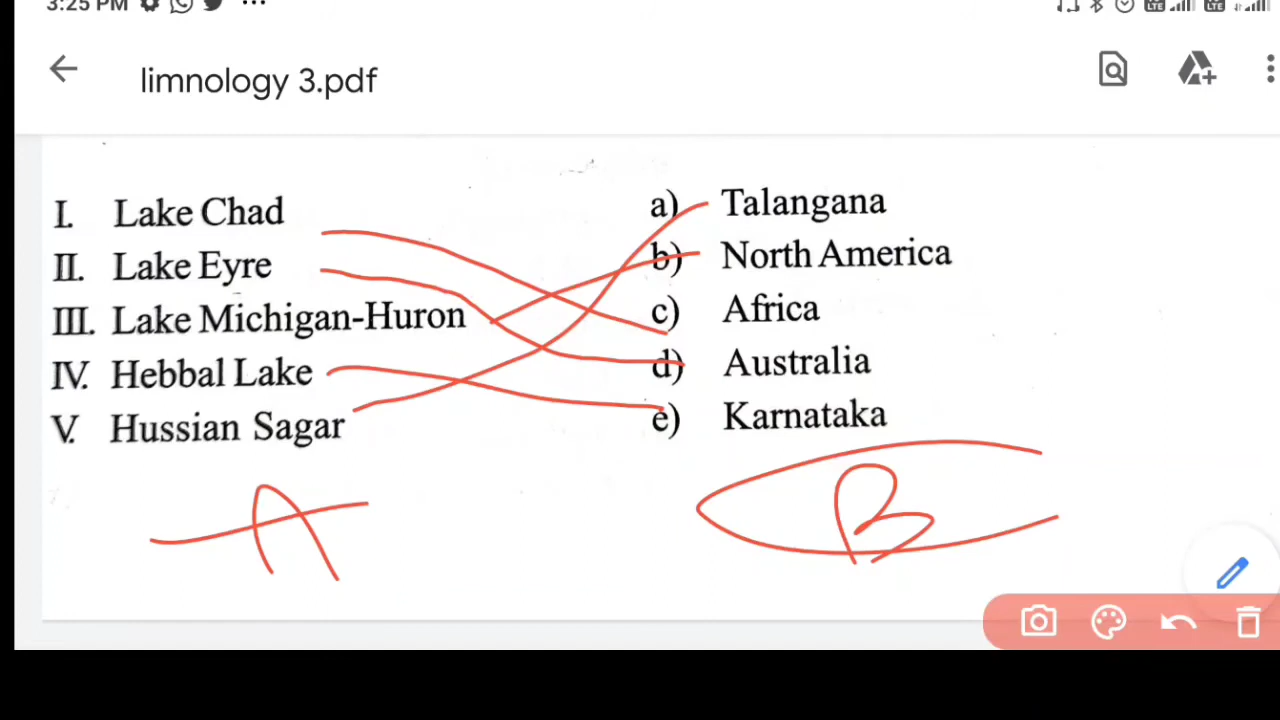 3:25 PM
limnology 3.pdf
I. Lake Chad a) Talangana
II. Lake Eyre b) North America
III. Lake Michigan-Huron c) Africa
IV. Hebbal Lake d) Australia
V. Hussian Sagar e) Karnataka
A B